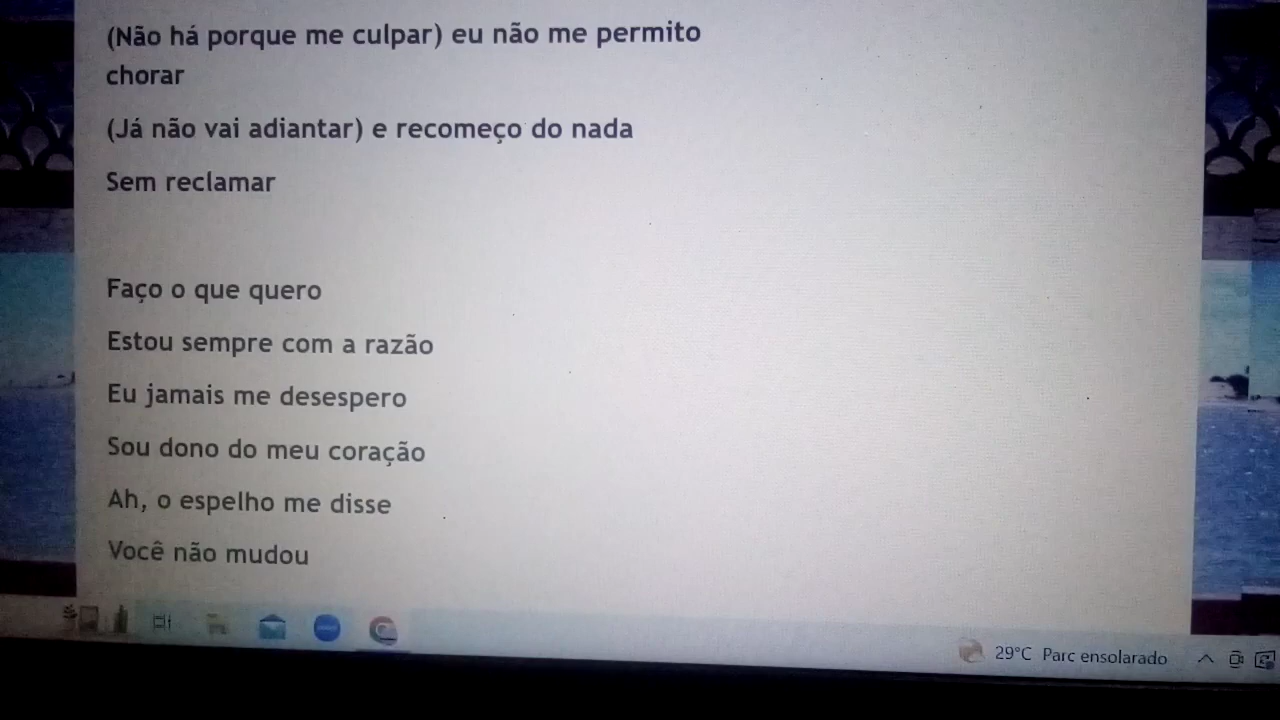 (Não há porque me culpar) eu não me permito
chorar
(Já não vai adiantar) e recomeço do nada
Sem reclamar
Faço o que quero
Estou sempre com a razão
Eu jamais me desespero
Sou dono do meu coração
Ah, o espelho me disse
Você não mudou
29°C Parc ensolarado